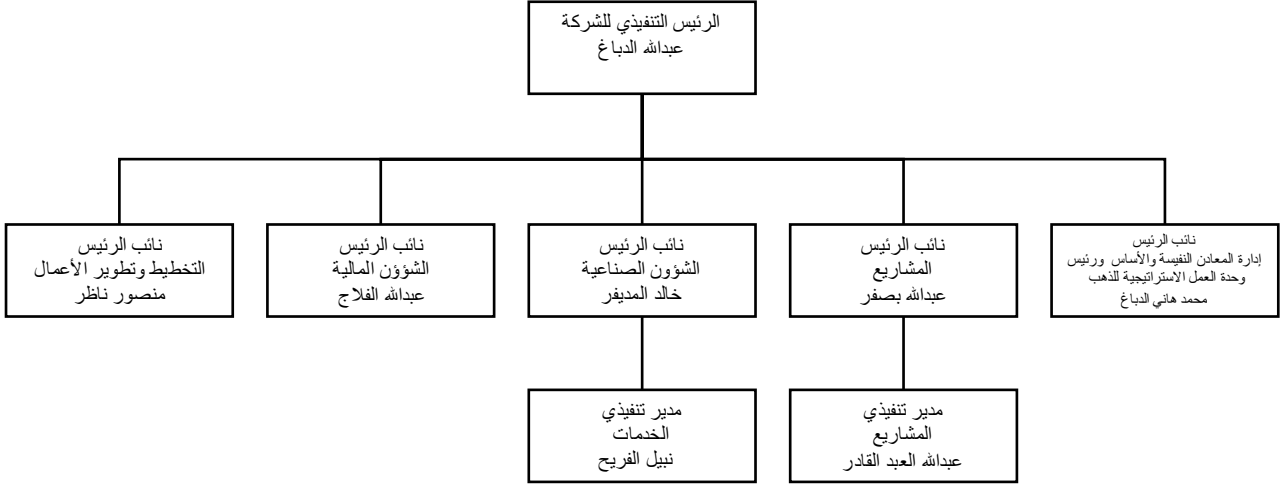 الرئيس التنفيذي للشركة
عبدالله الدباغ
نائب الرئيس
إدارة المعادن النفيسة والأساس ورئيس
وحدة العمل الاستراتيجية للذهب
محمد هاني الدباغ
نائب الرئيس
المشاريع
عبدالله بصفر
نائب الرئيس
الشؤون الصناعية
خالد المديفر
نائب الرئيس
الشؤؤن المالية
عبدالله الفلاج
نائب الرئيس
التخطيط وتطوير الأعمال
منصور ناظر
مدير تنفيذي
المشاريع
عبدالله العبد القادر
مدير تنفيذي
الخدمات
نبيل الفريح